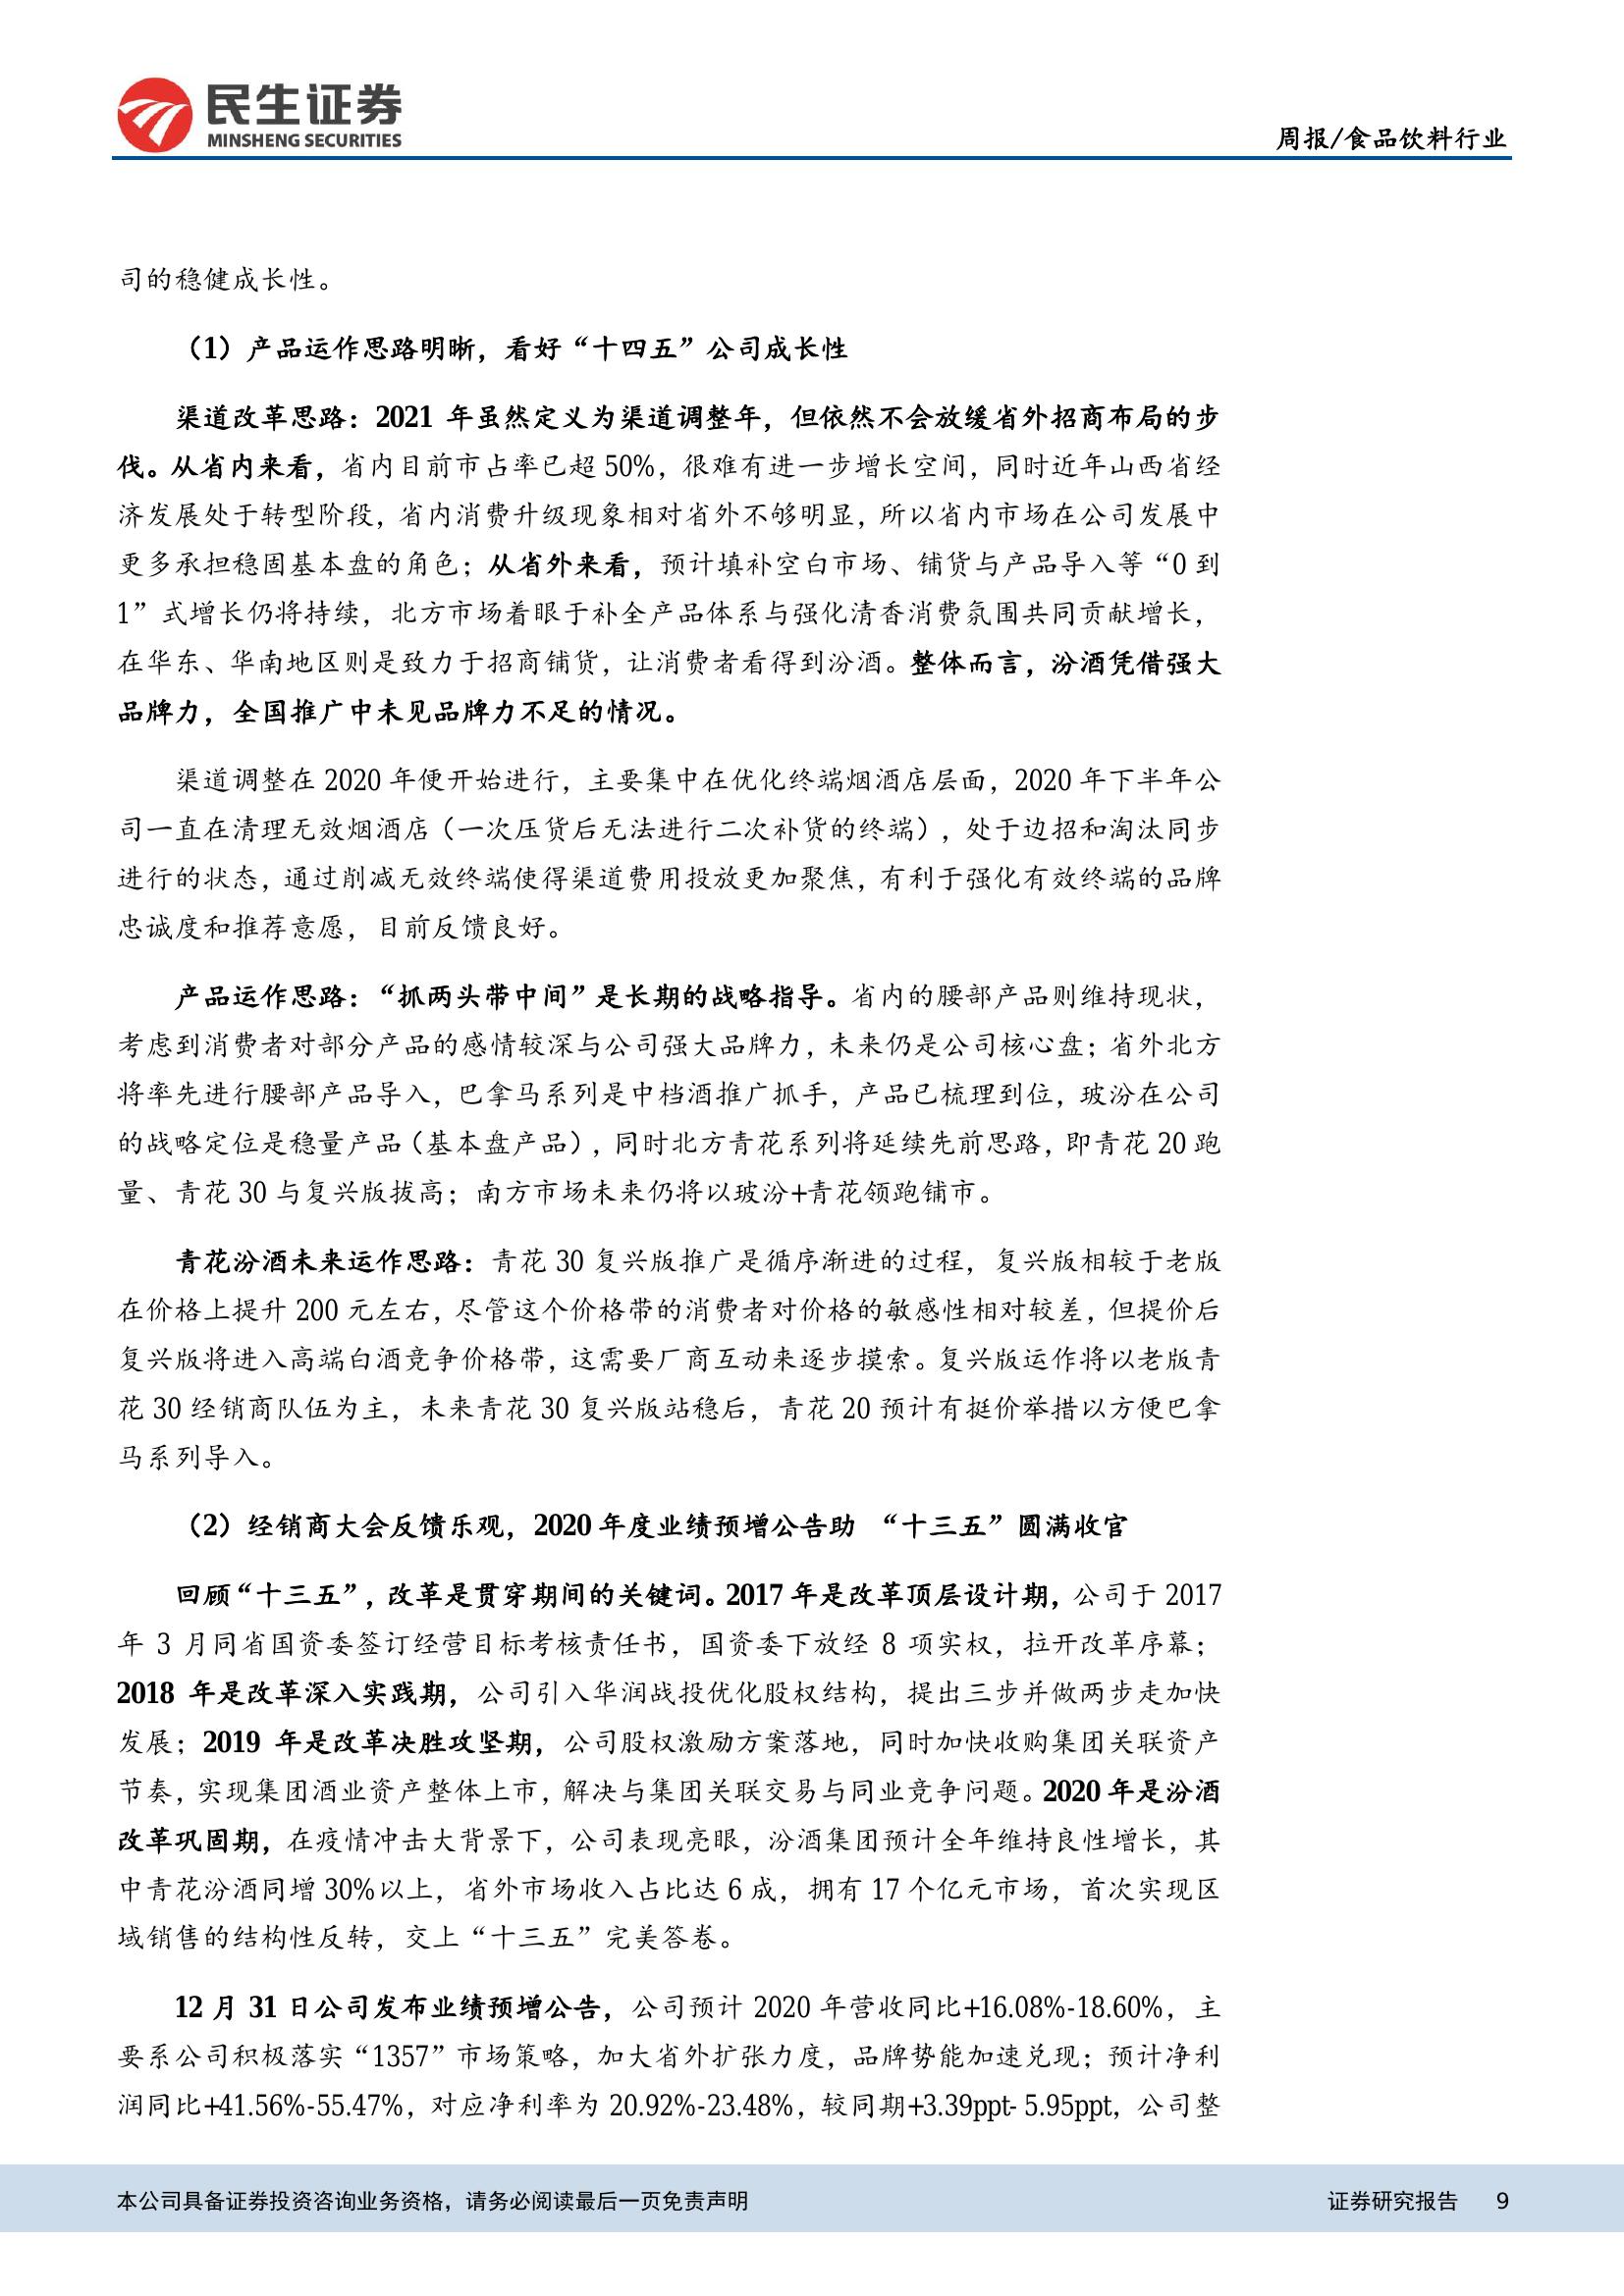 民生证券
MINSHENG SECURITIES
周报/食品饮料行业
司的稳健成长性。
（1）产品运作思路明晰，看好“十四五”公司成长性
渠道改革思路：2021 年虽然定义为渠道调整年，但依然不会放缓省外招商布局的步
伐。从省内来看，省内目前市占率已超 50%，很难有进一步增长空间，同时近年山西省经
济发展处于转型阶段，省内消费升级现象相对省外不够明显，所以省内市场在公司发展中
更多承担稳固基本盘的角色；从省外来看，预计填补空白市场、铺货与产品导入等“0 到
1”式增长仍将持续，北方市场着眼于补全产品体系与强化清香消费氛围共同贡献增长，
在华东、华南地区则是致力于招商铺货，让消费者看得到汾酒。整体而言，汾酒凭借强大
品牌力，全国推广中未见品牌力不足的情况。
渠道调整在 2020 年便开始进行，主要集中在优化终端烟酒店层面，2020 年下半年公
司一直在清理无效烟酒店（一次压货后无法进行二次补货的终端），处于边招和淘汰同步
进行的状态，通过削减无效终端使得渠道费用投放更加聚焦，有利于强化有效终端的品牌
忠诚度和推荐意愿，目前反馈良好。
产品运作思路：“抓两头带中间”是长期的战略指导。省内的腰部产品则维持现状，
考虑到消费者对部分产品的感情较深与公司强大品牌力，未来仍是公司核心盘；省外北方
将率先进行腰部产品导入，巴拿马系列是中档酒推广抓手，产品已梳理到位，玻汾在公司
的战略定位是稳量产品（基本盘产品），同时北方青花系列将延续先前思路，即青花 20 跑
量、青花 30 与复兴版拔高；南方市场未来仍将以玻汾+青花领跑铺市。
青花汾酒未来运作思路：青花 30 复兴版推广是循序渐进的过程，复兴版相较于老版
在价格上提升 200 元左右，尽管这个价格带的消费者对价格的敏感性相对较差，但提价后
复兴版将进入高端白酒竞争价格带，这需要厂商互动来逐步摸索。复兴版运作将以老版青
花 30 经销商队伍为主，未来青花 30 复兴版站稳后，青花 20 预计有挺价举措以方便巴拿
马系列导入。
（2）经销商大会反馈乐观，2020 年度业绩预增公告助 “十三五”圆满收官
回顾“十三五”，改革是贯穿期间的关键词。2017 年是改革顶层设计期，公司于 2017
年 3 月同省国资委签订经营目标考核责任书，国资委下放经 8 项实权，拉开改革序幕；
2018 年是改革深入实践期，公司引入华润战投优化股权结构，提出三步并做两步走加快
发展；2019 年是改革决胜攻坚期，公司股权激励方案落地，同时加快收购集团关联资产
节奏，实现集团酒业资产整体上市，解决与集团关联交易与同业竞争问题。2020 年是汾酒
改革巩固期，在疫情冲击大背景下，公司表现亮眼，汾酒集团预计全年维持良性增长，其
中青花汾酒同增 30%以上，省外市场收入占比达 6 成，拥有 17 个亿元市场，首次实现区
域销售的结构性反转，交上“十三五”完美答卷。
12 月 31 日公司发布业绩预增公告，公司预计 2020 年营收同比+16.08%-18.60%，主
要系公司积极落实“1357”市场策略，加大省外扩张力度，品牌势能加速兑现；预计净利
润同比+41.56%-55.47%，对应净利率为 20.92%-23.48%，较同期+3.39ppt- 5.95ppt，公司整
本公司具备证券投资咨询业务资格，请务必阅读最后一页免责声明
证券研究报告 9